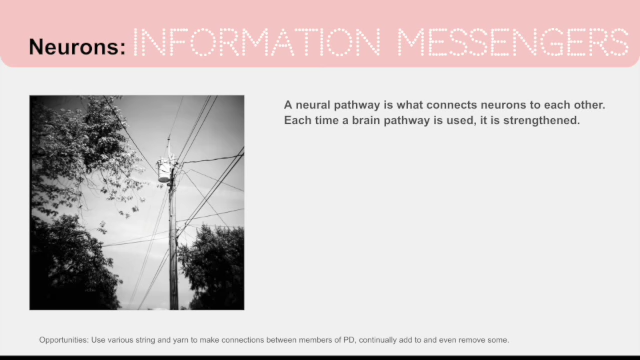 Neurons: INFORMATION MESSENGERS
A neural pathway is what connects neurons to each other.
Each time a brain pathway is used, it is strengthened.
Opportunities: Use various string and yarn to make connections between members of PD, continually add to and even remove some.